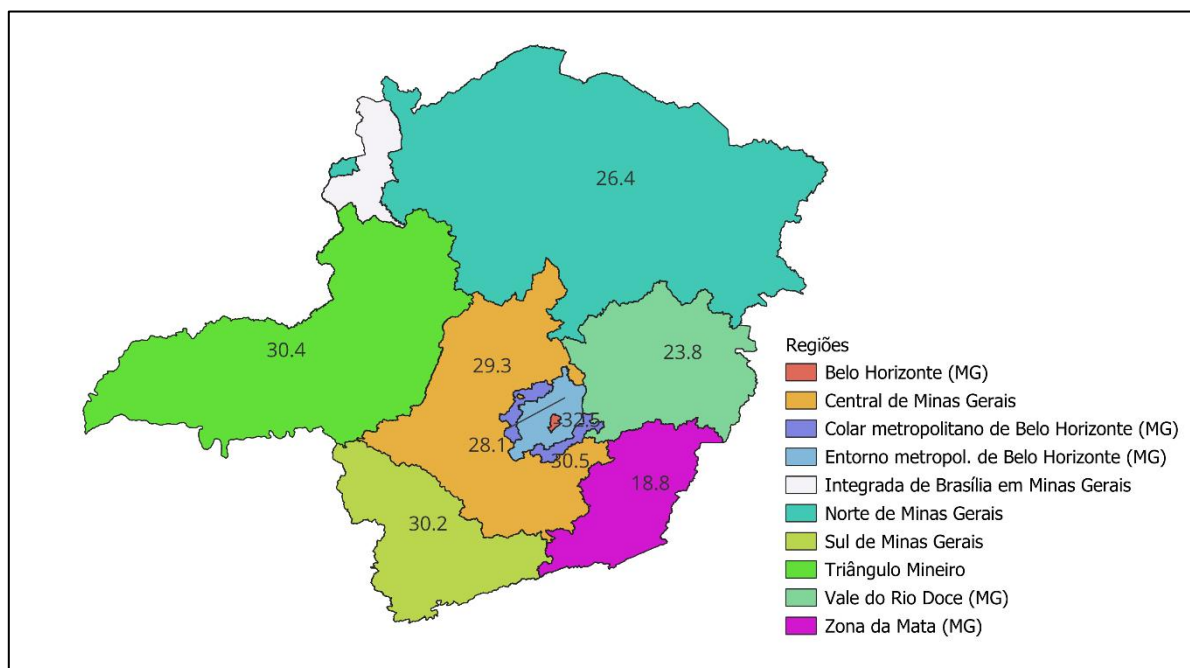 26.4
30.4
29.3
23.8
32.5
28.1
30.5
18.8
30.2
Regiões
Belo Horizonte (MG)
Central de Minas Gerais
Colar metropolitano de Belo Horizonte (MG)
Entorno metropol. de Belo Horizonte (MG)
Integrada de Brasília em Minas Gerais
Norte de Minas Gerais
Sul de Minas Gerais
Triângulo Mineiro
Vale do Rio Doce (MG)
Zona da Mata (MG)